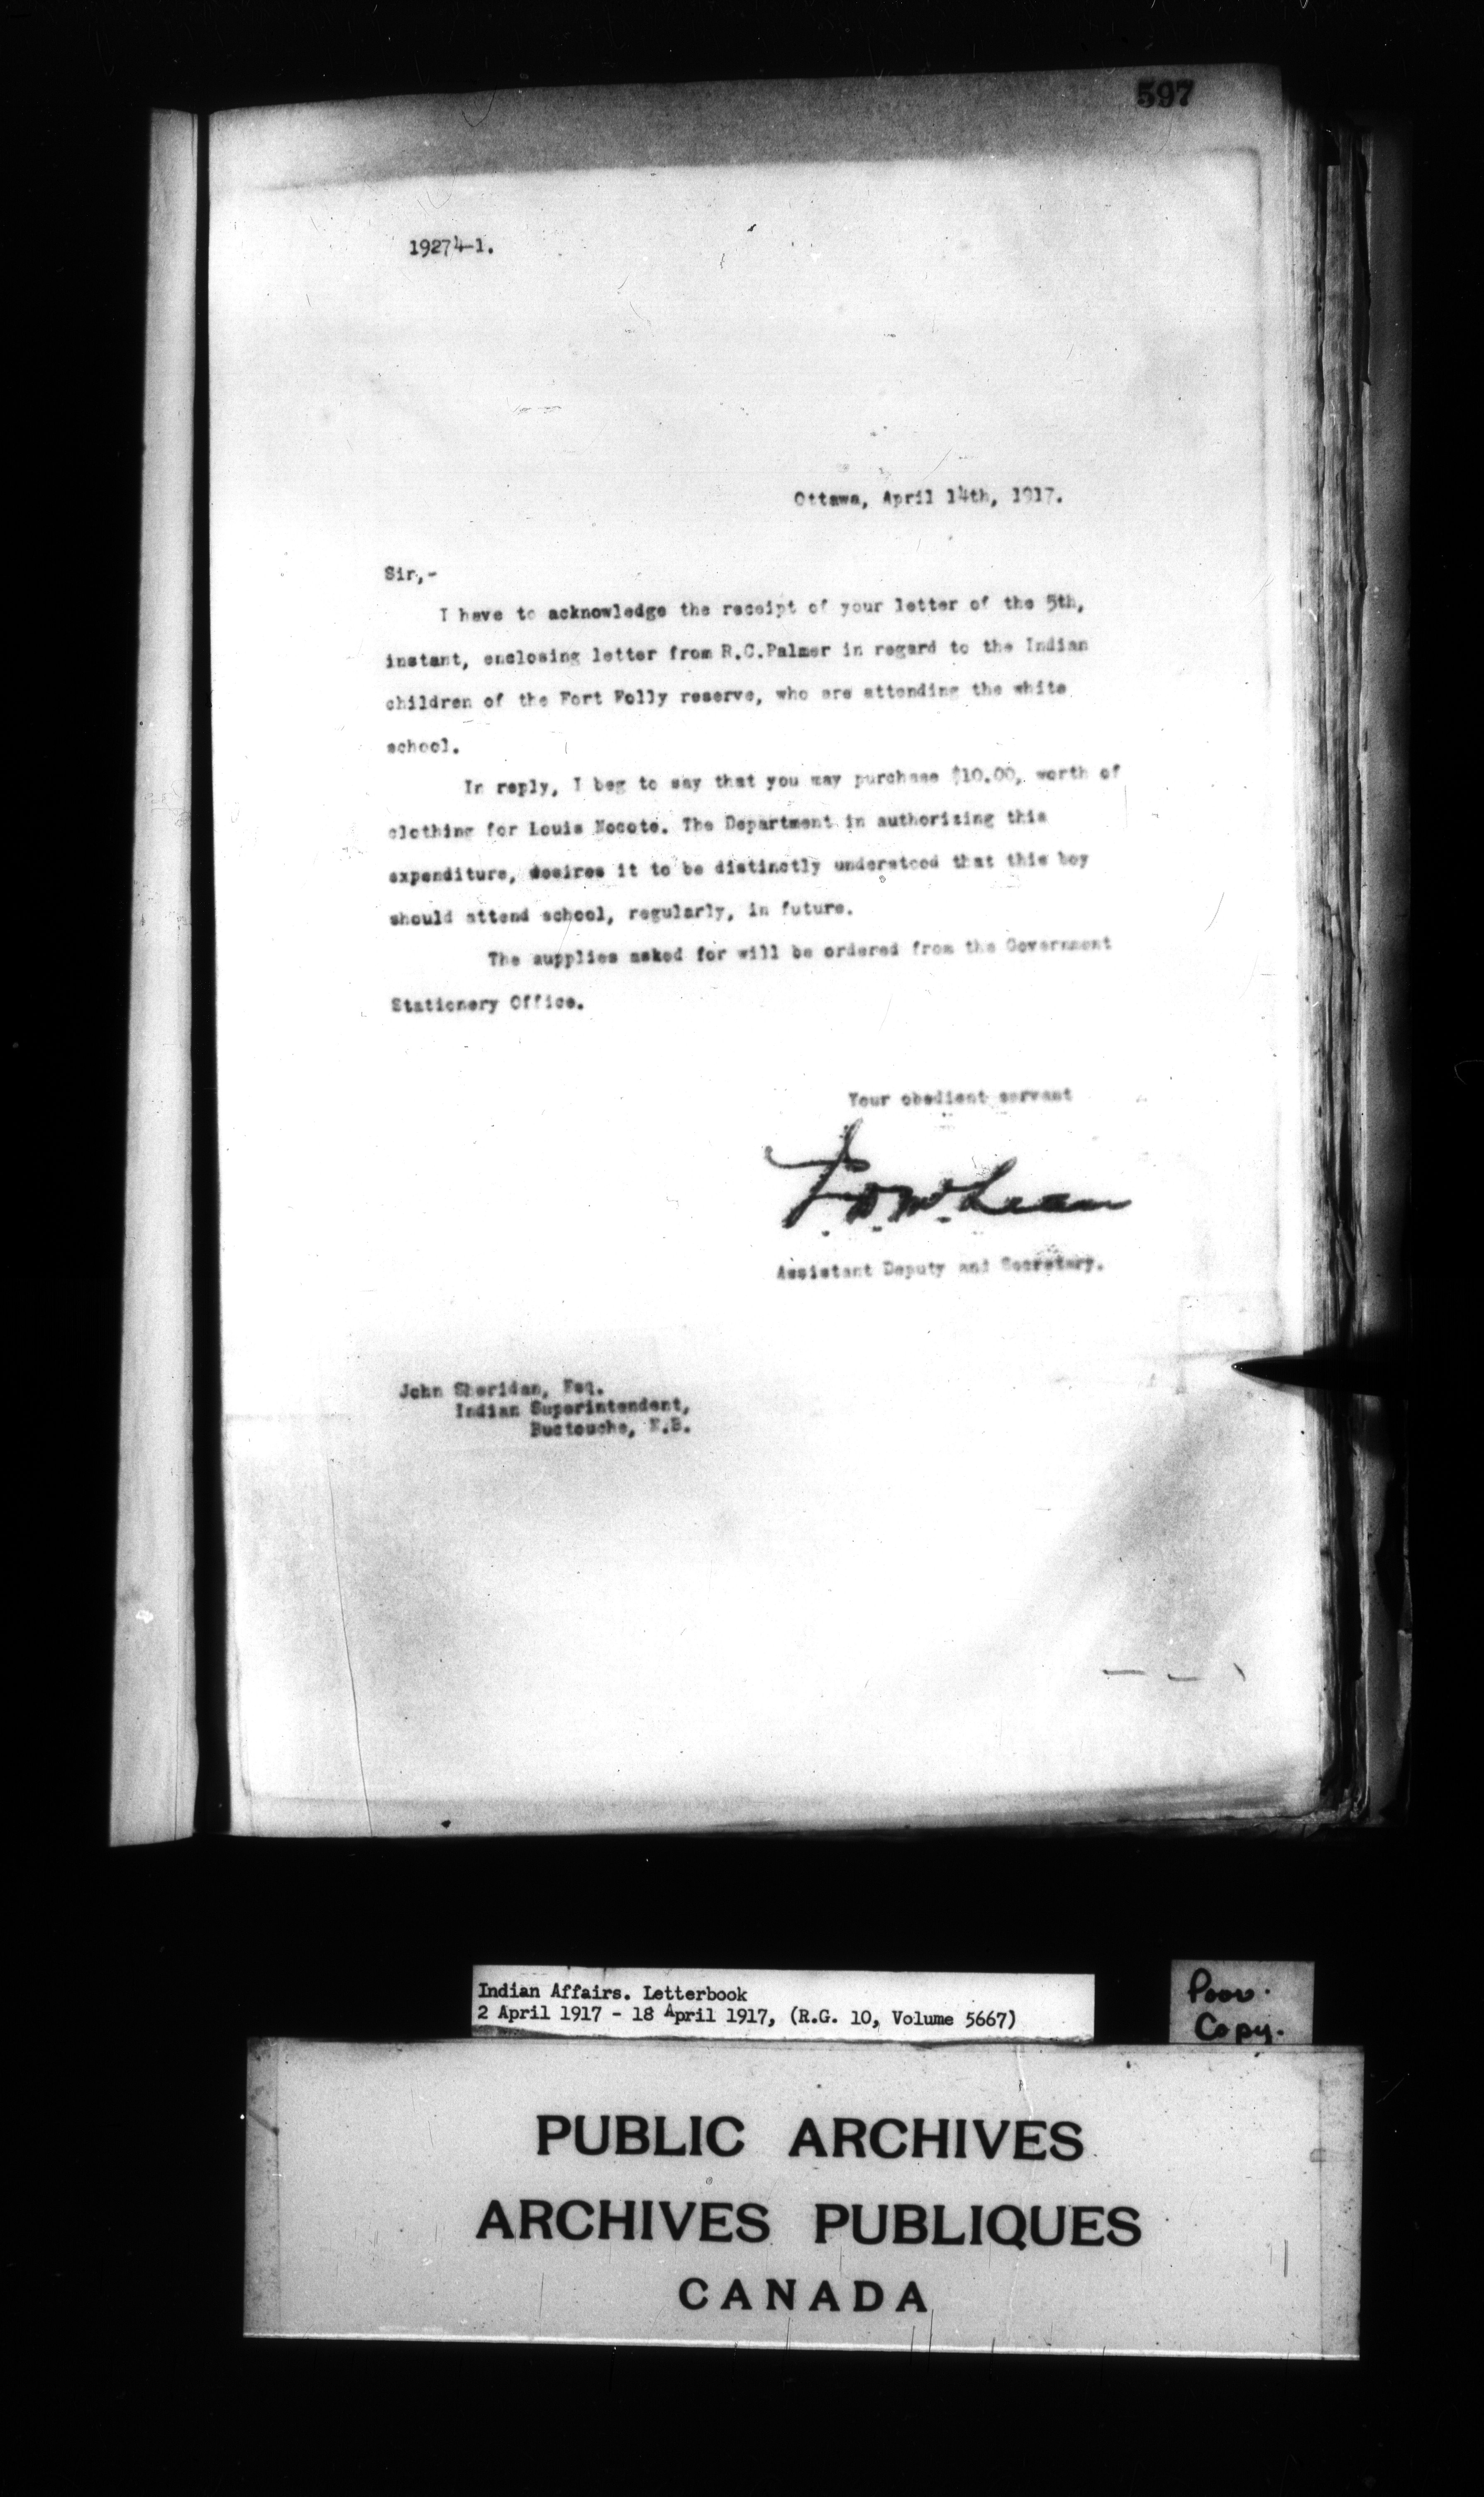 597
19274-1.
Ottawa, April 14th, 1917.
Sir,-
I have to acknowledge the receipt of your letter of the 5th,
instant, enclosing letter from R.C.Palmer in regard to the Indian
children of the Fort Folly reserve, who are attending the white
school.
In reply, I beg to say that you may purchase $10.00, worth of
clothing for Louis Nocote. The Department in authorizing this
expenditure, desires it to be distinctly understood that this boy
should attend school, regularly, in future.
The supplies asked for will be ordered from the Government
Stationery Office.
Your obedient servant
J.D.McLean
Assistant Deputy and Secretary.
John Sheridan, Esq.
Indian Superintendent,
Buctouche, N.B.
Indian Affairs. Letterbook
2 April 1917 - 18 April 1917, (R.G. 10, Volume 5667)
Poor.
Copy.
PUBLIC ARCHIVES
ARCHIVES PUBLIQUES
CANADA